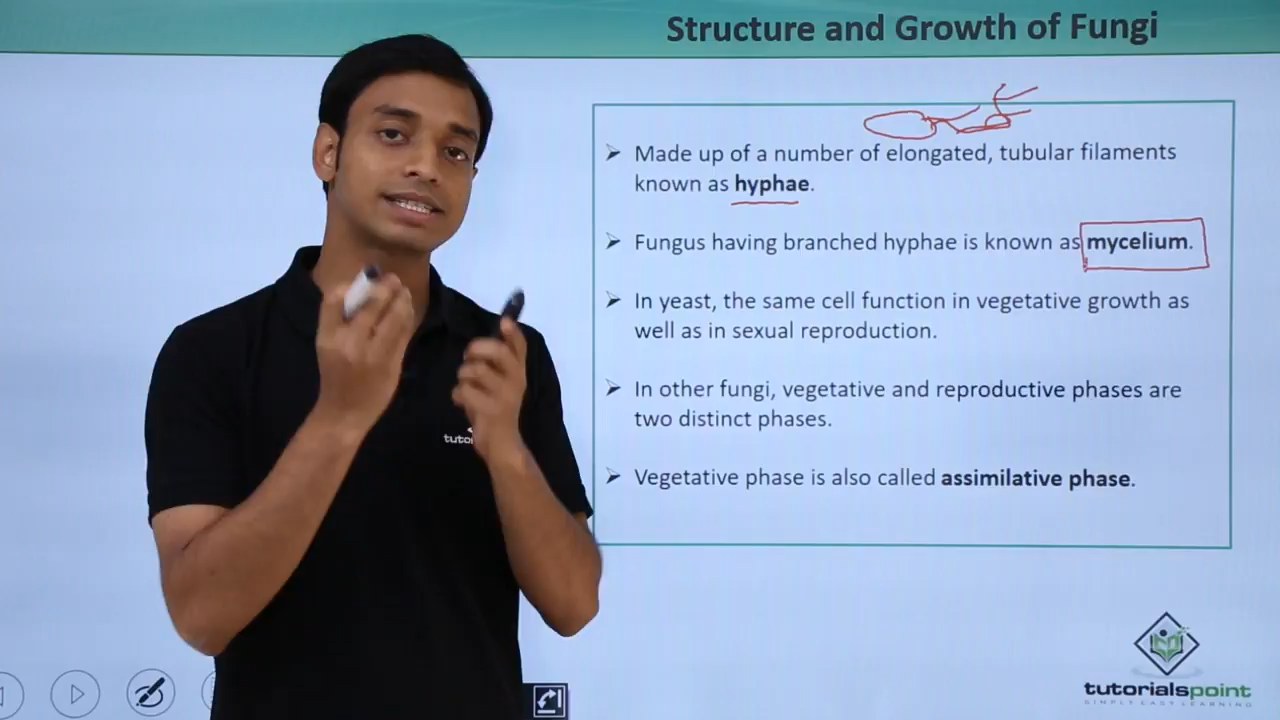 Structure and Growth of Fungi
Made up of a number of elongated, tubular filaments
known as hyphae.
Fungus having branched hyphae is known as mycelium.
In yeast, the same cell function in vegetative growth as
well as in sexual reproduction.
In other fungi, vegetative and reproductive phases are
two distinct phases.
Vegetative phase is also called assimilative phase.
tuto
tutorialspoint
SIMPLY EASY LEARNING